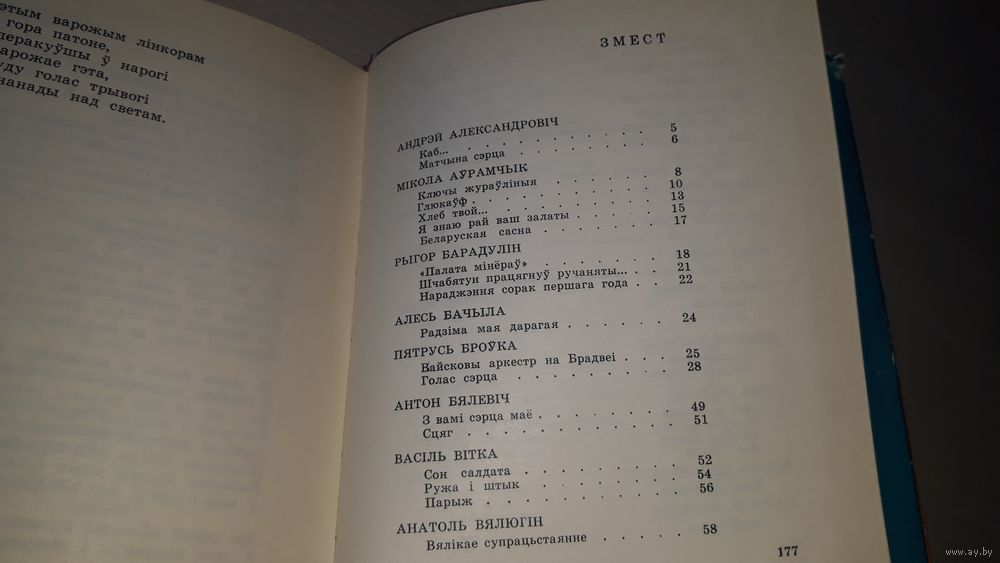 этым варожым лінкорам
гора патоне,
перакуўшы ў нарогі
варожае гэта,
голас трывогі
над светам.
ЗМЕСТ
АНДРЭЙ АЛЕКСАНДРОВІЧ
Каб... . . . . . . . . . . 5
Матчына сэрца . . . . . . . 6
МІКОЛА АЎРАМЧЫК
Ключы жураўліныя . . . . . 8
Глюкаўф . . . . . . . . . . 10
Хлеб твой... . . . . . . . . 13
Я знаю рай ваш залаты . . . . 15
Беларуская сасна . . . . . . 17
РЫГОР БАРАДУЛІН
«Палата мінёраў» . . . . . . 18
Шчабятун працягнуў ручаняты... . . 21
Нараджэння сорак першага года . . 22
АЛЕСЬ БАЧЫЛА
Радзіма мая дарагая . . . . . 24
ПЯТРУСЬ БРОЎКА
Вайсковы аркестр на Брадвеі . . . 25
Голас сэрца . . . . . . . . 28
АНТОН БЯЛЕВІЧ
З вамі сэрца маё . . . . . . . 49
Сцяг . . . . . . . . . . . 51
ВАСІЛЬ ВІТКА
Сон салдата . . . . . . . . 52
Ружа і штык . . . . . . . . 54
Парыж . . . . . . . . . . 56
АНАТОЛЬ ВЯЛЮГІН
Вялікае супрацьстаянне . . . . . 58
177
www.ay.by